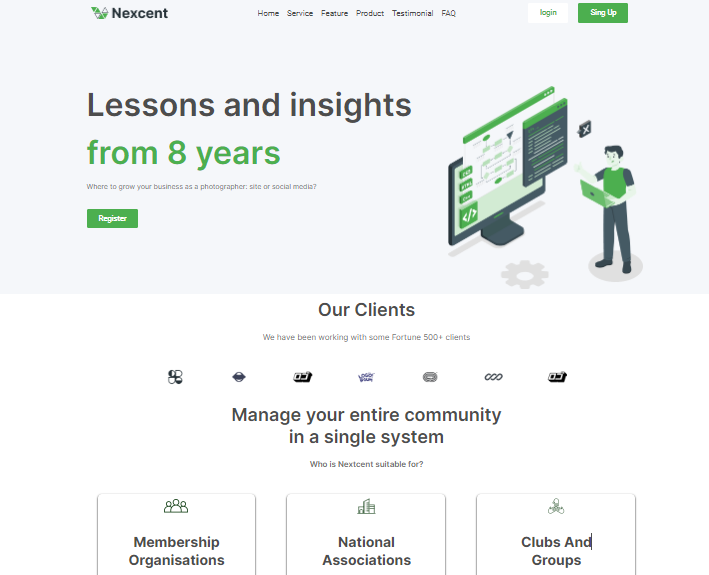 Nexcent
Home Service Feature Product Testimonial FAQ
login
Sing Up
Lessons and insights
from 8 years
Where to grow your business as a photographer: site or social media?
Register
Our Clients
We have been working with some Fortune 500+ clients
Manage your entire community
in a single system
Who is Nextcent suitable for?
Membership
Organisations
National
Associations
Clubs And
Groups